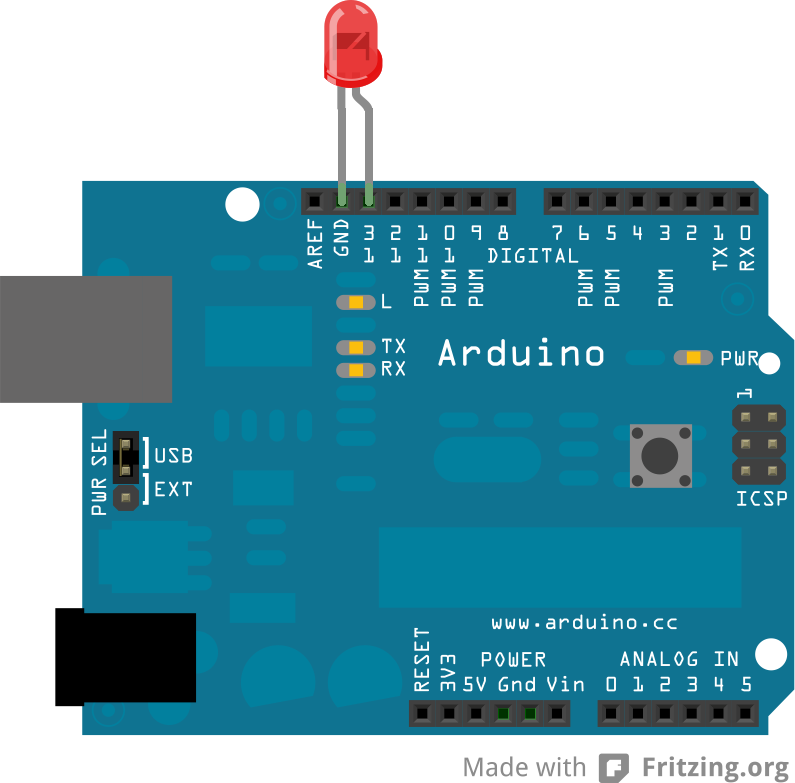 AREF
GND
13
12
11
10
9
8
7
6
5
4
3
2
TX 1
RX 0
DIGITAL
PWM
PWM
PWM
PWM
PWM
PWM
L
TX
RX
Arduino
PWR
1
ICSP
PWR SEL
USB
EXT
www.arduino.cc
POWER
RESET
3V3
5V Gnd Vin
ANALOG IN
0 1 2 3 4 5
Made with Fritzing.org